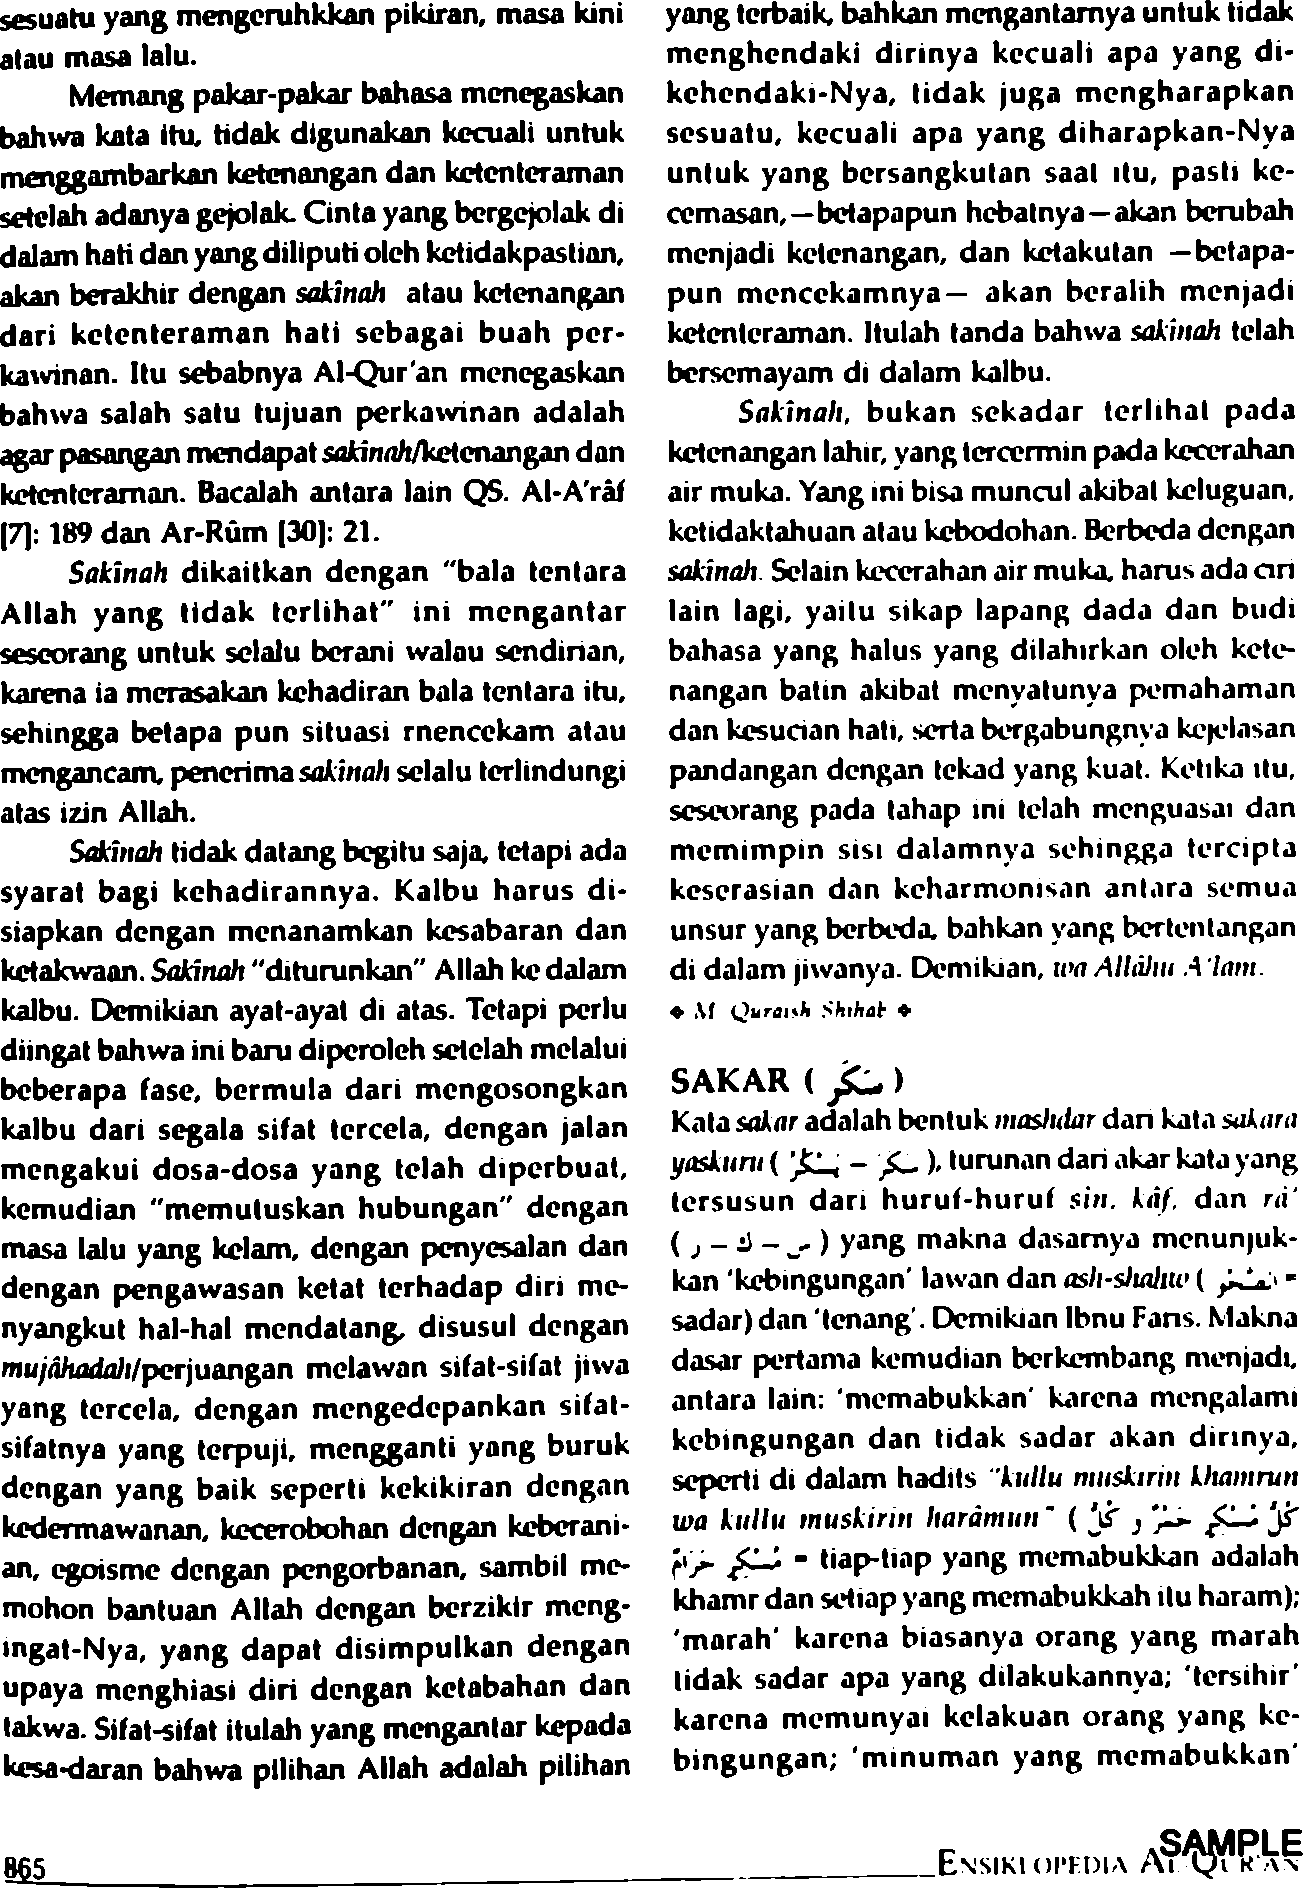 sesuatu yang mengeruhkkan pikiran, masa kini
atau masa lalu.
Memang pakar-pakar bahasa menegaskan
bahwa kata itu, tidak digunakan kecuali untuk
menggambarkan ketenangan dan ketenteraman
setelah adanya gejolak. Cinta yang bergejolak di
dalam hati dan yang diliputi oleh ketidakpastian,
akan berakhir dengan sakînah atau ketenangan
dari ketenteraman hati sebagai buah per-
kawinan. Itu sebabnya Al-Qur'an menegaskan
bahwa salah satu tujuan perkawinan adalah
agar pasangan mendapat sakînah/ketenangan dan
ketenteraman. Bacalah antara lain QS. Al-A'râf
[7]: 189 dan Ar-Rûm [30]: 21.
Sakînah dikaitkan dengan "bala tentara
Allah yang tidak terlihat" ini mengantar
seseorang untuk selalu berani walau sendirian,
karena ia merasakan kehadiran bala tentara itu,
sehingga betapa pun situasi rnencekam atau
mengancam, penerima sakînah selalu terlindungi
atas izin Allah.
Sakînah tidak datang begitu saja, tetapi ada
syarat bagi kehadirannya. Kalbu harus di-
siapkan dengan menanamkan kesabaran dan
ketakwaan. Sakînah "diturunkan" Allah ke dalam
kalbu. Demikian ayat-ayat di atas. Tetapi perlu
diingat bahwa ini baru diperoleh setelah melalui
beberapa fase, bermula dari mengosongkan
kalbu dari segala sifat tercela, dengan jalan
mengakui dosa-dosa yang telah diperbuat,
kemudian "memutuskan hubungan" dengan
masa lalu yang kelam, dengan penyesalan dan
dengan pengawasan ketat terhadap diri me-
nyangkut hal-hal mendatang, disusul dengan
mujâhadah/perjuangan melawan sifat-sifat jiwa
yang tercela, dengan mengedepankan sifat-
sifatnya yang terpuji, mengganti yang buruk
dengan yang baik seperti kekikiran dengan
kedermawanan, kecerobohan dengan keberani-
an, egoisme dengan pengorbanan, sambil me-
mohon bantuan Allah dengan berzikir meng-
ingat-Nya, yang dapat disimpulkan dengan
upaya menghiasi diri dengan ketabahan dan
takwa. Sifat-sifat itulah yang mengantar kepada
kesa-daran bahwa pilihan Allah adalah pilihan
yang terbaik, bahkan mengantarnya untuk tidak
menghendaki dirinya kecuali apa yang di-
kehendaki-Nya, tidak juga mengharapkan
sesuatu, kecuali apa yang diharapkan-Nya
untuk yang bersangkutan saat itu, pasti ke-
cemasan,—betapapun hebatnya—akan berubah
menjadi ketenangan, dan ketakutan —betapa-
pun mencekamnya— akan beralih menjadi
ketenteraman. Itulah tanda bahwa sakînah telah
bersemayam di dalam kalbu.
Sakînah, bukan sekadar terlihat pada
ketenangan lahir, yang tercermin pada kecerahan
air muka. Yang ini bisa muncul akibat keluguan,
ketidaktahuan atau kebodohan. Berbeda dengan
sakînah. Selain kecerahan air muka, harus ada ciri
lain lagi, yaitu sikap lapang dada dan budi
bahasa yang halus yang dilahirkan oleh kete-
nangan batin akibat menyatunya pemahaman
dan kesucian hati, serta bergabungnya kejelasan
pandangan dengan tekad yang kuat. Ketika itu,
seseorang pada tahap ini telah menguasai dan
memimpin sisi dalamnya sehingga tercipta
keserasian dan keharmonisan antara semua
unsur yang berbeda, bahkan yang bertentangan
di dalam jiwanya. Demikian, wa Allâhu A'lam.
♦ M. Quraish Shihab ♦
SAKAR ( سَكَر )
Kata sakar adalah bentuk mashdar dari kata sakara
yaskuru ( سَكَرَ – يَسْكُرُ ), turunan dari akar kata yang
tersusun dari huruf-huruf sîn, kâf, dan râ'
( س – ك – ر ) yang makna dasarnya menunjuk-
kan 'kebingungan' lawan dan ash-shahw ( الصَّحْو =
sadar) dan 'tenang'. Demikian Ibnu Faris. Makna
dasar pertama kemudian berkembang menjadi,
antara lain: 'memabukkan' karena mengalami
kebingungan dan tidak sadar akan dirinya,
seperti di dalam hadits "kullu muskirin khamrun
wa kullu muskirin harâmun" ( كُلُّ مُسْكِرٍ خَمْرٌ وَ كُلُّ
مُسْكِرٍ حَرَامٌ = tiap-tiap yang memabukkan adalah
khamr dan setiap yang memabukkah itu haram);
'marah' karena biasanya orang yang marah
tidak sadar apa yang dilakukannya; 'tersihir'
karena memunyai kelakuan orang yang ke-
bingungan; 'minuman yang memabukkan'
865
ENSIKLOPEDIA AL-QUR'AN
SAMPLE